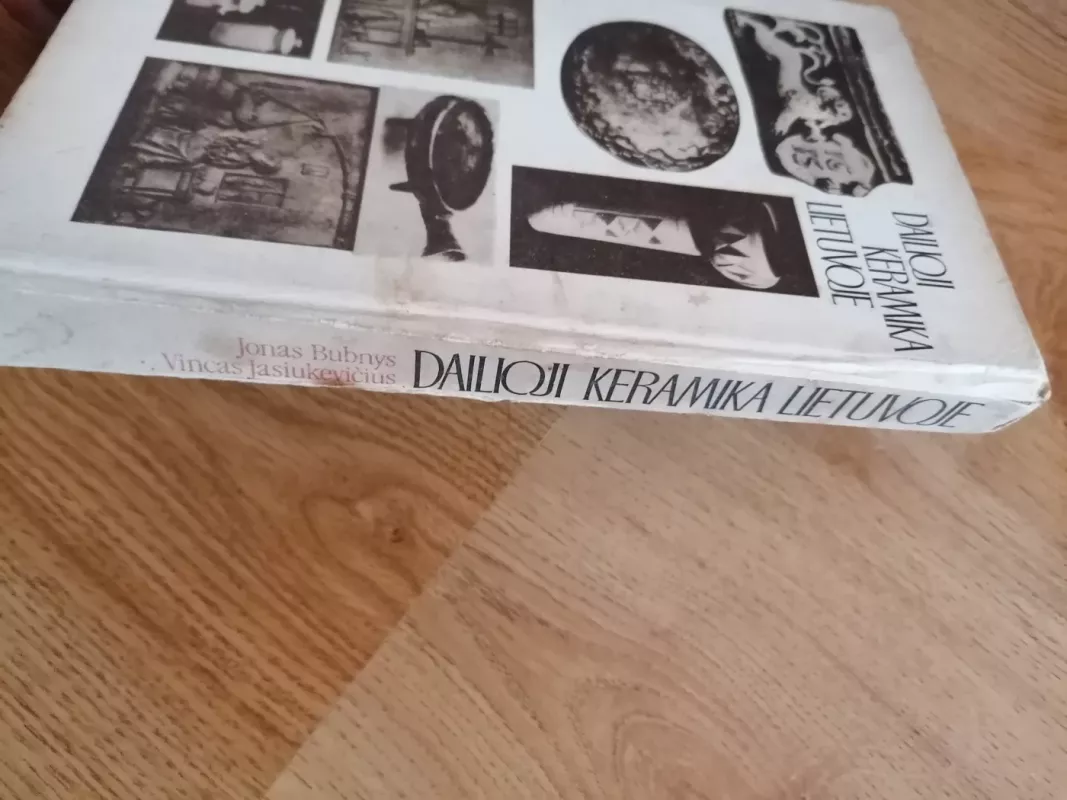 DAILIOJI
KERAMIKA
LIETUVOJE
Jonas Bubnys
Vincas Jasiukevičius
DAILIOJI KERAMIKA LIETUVOJE